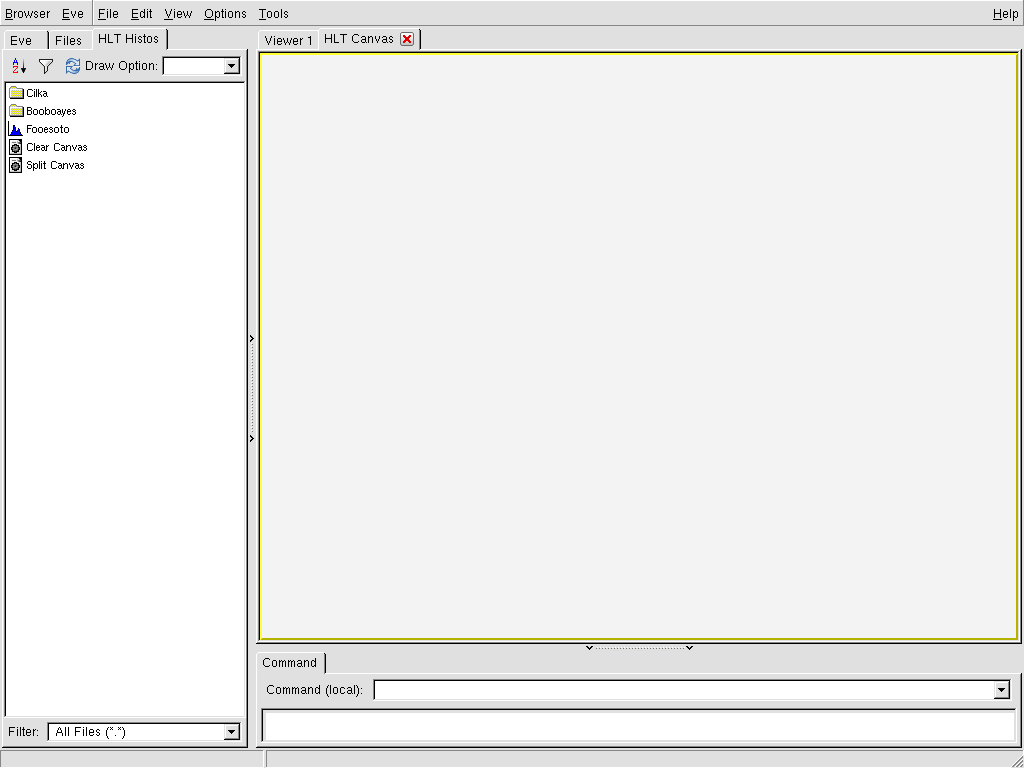 Browser Eve File Edit View Options Tools Help
Eve Files HLT Histos Viewer 1 HLT Canvas
Draw Option:
Cilka
Booboayes
Fooesoto
Clear Canvas
Split Canvas
Command
Command (local):
Filter: All Files (*.*)